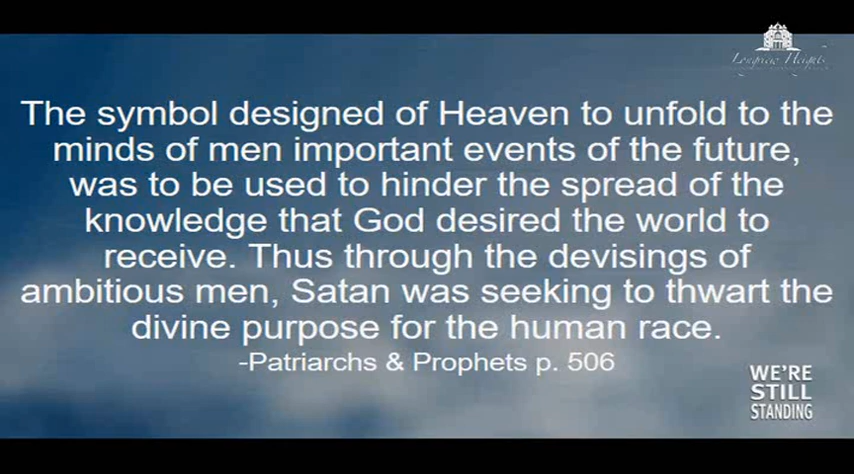 Longview Heights
The symbol designed of Heaven to unfold to the
minds of men important events of the future,
was to be used to hinder the spread of the
knowledge that God desired the world to
receive. Thus through the devisings of
ambitious men, Satan was seeking to thwart the
divine purpose for the human race.
-Patriarchs & Prophets p. 506
WE'RE
STILL
STANDING